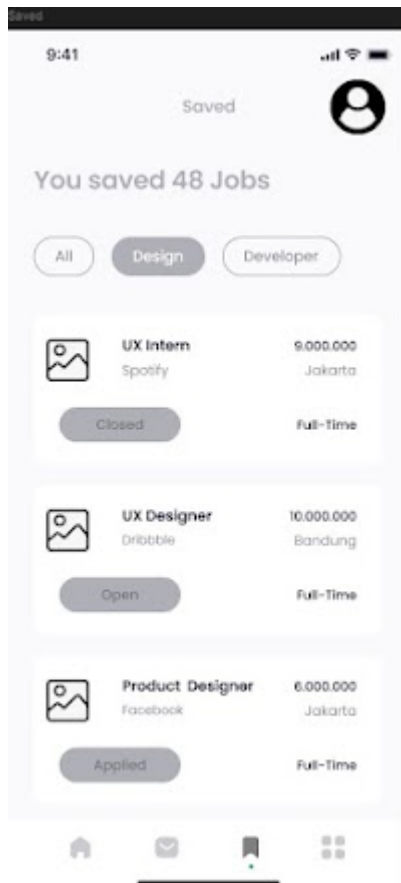 Saved
9:41
Saved
You saved 48 Jobs
All Design Developer
UX Intern 9.000.000
Spotify Jakarta
Closed Full-Time
UX Designer 10.000.000
Dribbble Bandung
Open Full-Time
Product Designer 6.000.000
Facebook Jakarta
Applied Full-Time